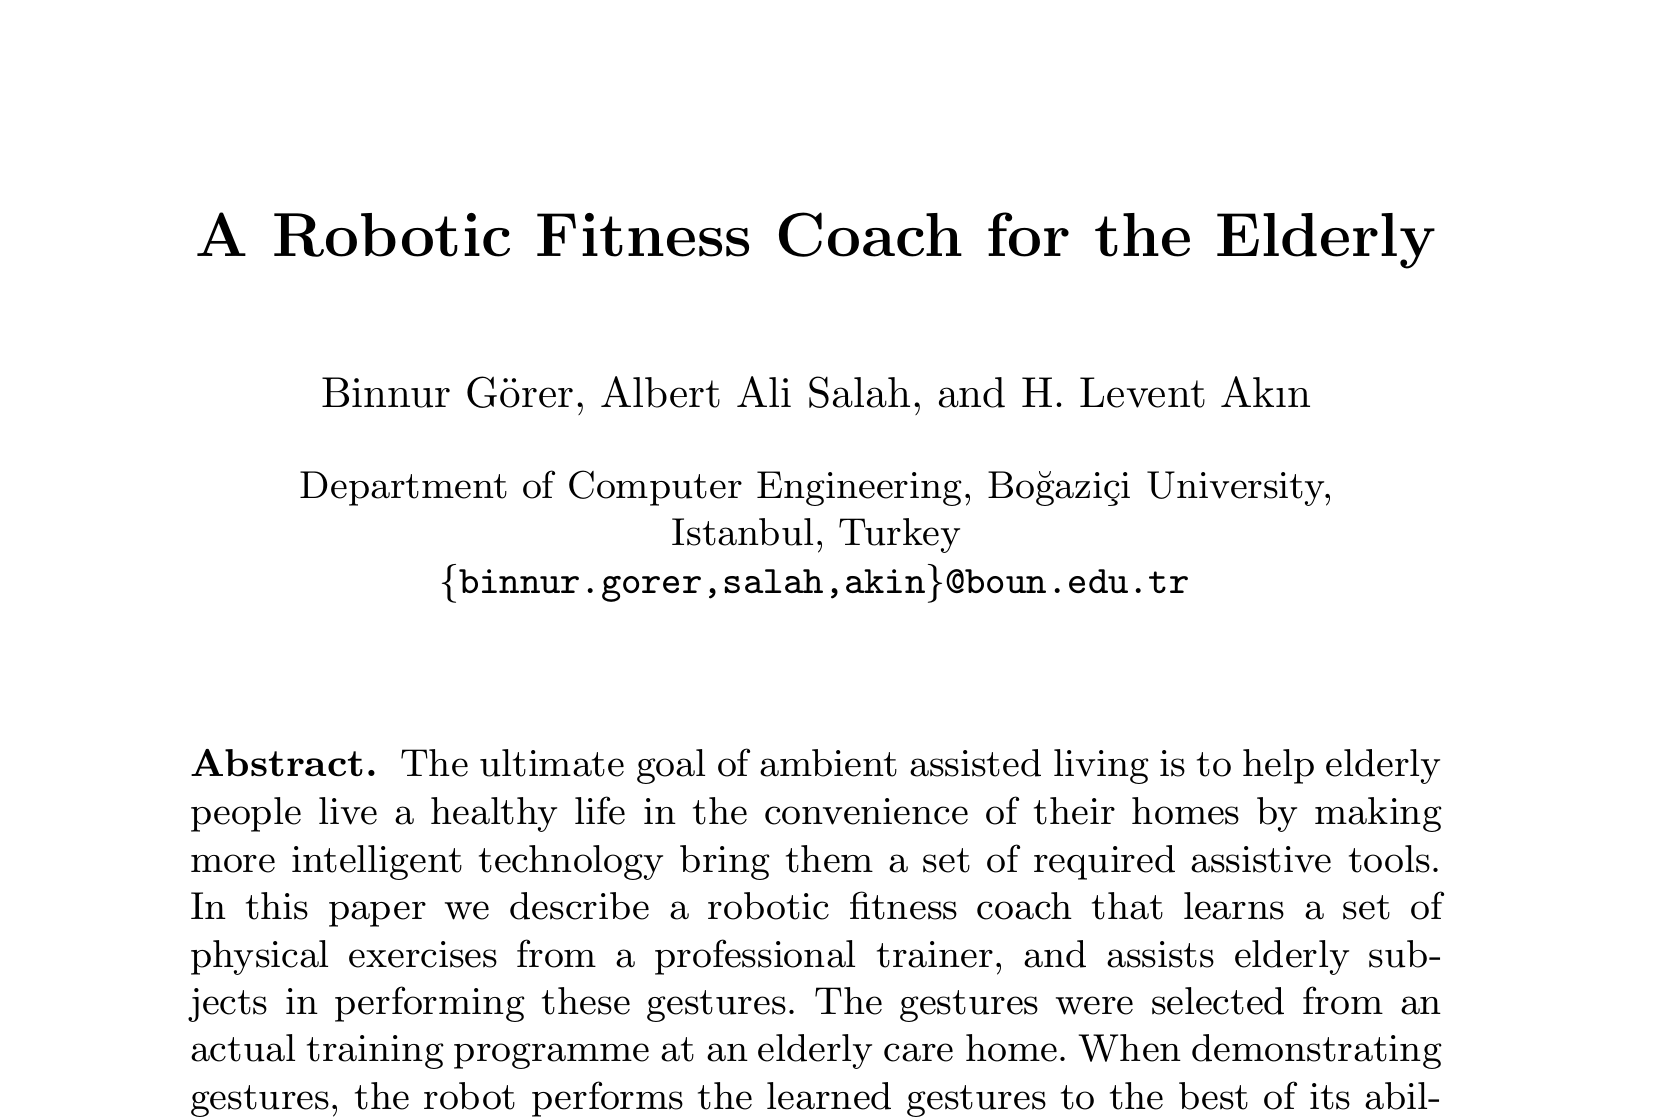 A Robotic Fitness Coach for the Elderly
Binnur Görer, Albert Ali Salah, and H. Levent Akın
Department of Computer Engineering, Boğaziçi University,
Istanbul, Turkey
{binnur.gorer,salah,akin}@boun.edu.tr
Abstract. The ultimate goal of ambient assisted living is to help elderly
people live a healthy life in the convenience of their homes by making
more intelligent technology bring them a set of required assistive tools.
In this paper we describe a robotic fitness coach that learns a set of
physical exercises from a professional trainer, and assists elderly sub-
jects in performing these gestures. The gestures were selected from an
actual training programme at an elderly care home. When demonstrating
gestures, the robot performs the learned gestures to the best of its abil-